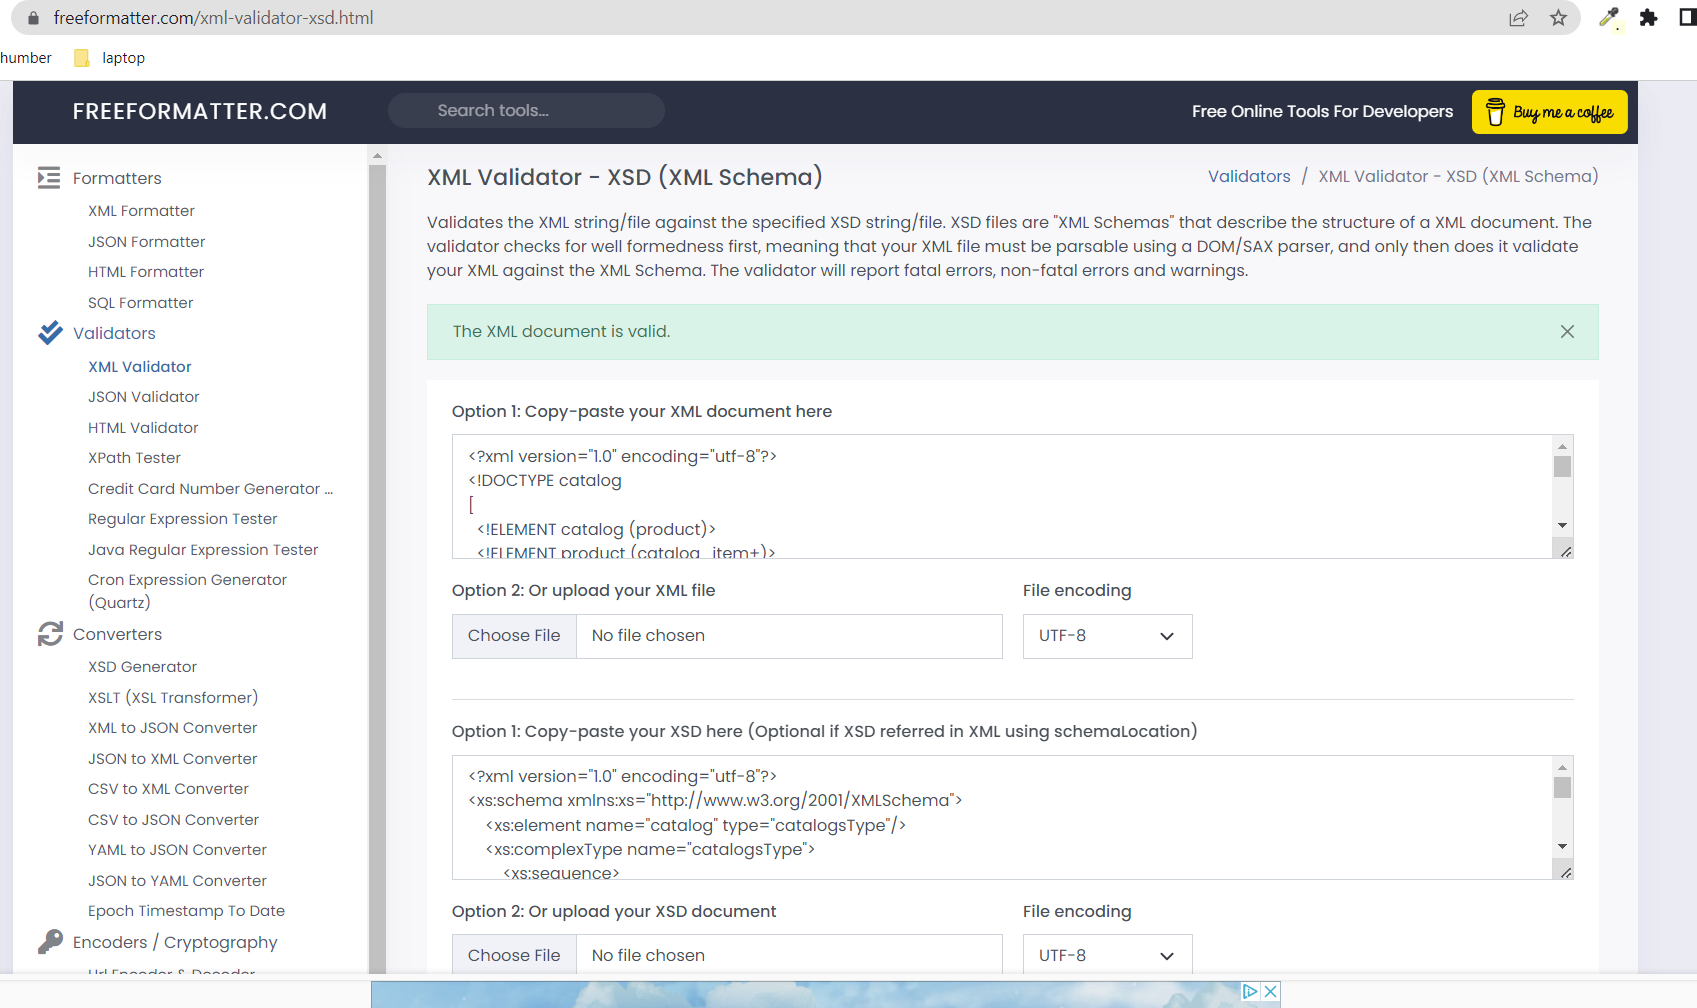 freeformatter.com/xml-validator-xsd.html
humber
laptop
FREEFORMATTER.COM
Search tools...
Free Online Tools For Developers
Buy me a coffee
Formatters
XML Formatter
JSON Formatter
HTML Formatter
SQL Formatter
Validators
XML Validator
JSON Validator
HTML Validator
XPath Tester
Credit Card Number Generator ...
Regular Expression Tester
Java Regular Expression Tester
Cron Expression Generator
(Quartz)
Converters
XSD Generator
XSLT (XSL Transformer)
XML to JSON Converter
JSON to XML Converter
CSV to XML Converter
CSV to JSON Converter
YAML to JSON Converter
JSON to YAML Converter
Epoch Timestamp To Date
Encoders / Cryptography
Url Encoder & Decoder
XML Validator - XSD (XML Schema)
Validators / XML Validator - XSD (XML Schema)
Validates the XML string/file against the specified XSD string/file. XSD files are "XML Schemas" that describe the structure of a XML document. The
validator checks for well formedness first, meaning that your XML file must be parsable using a DOM/SAX parser, and only then does it validate
your XML against the XML Schema. The validator will report fatal errors, non-fatal errors and warnings.
The XML document is valid.
Option 1: Copy-paste your XML document here
<?xml version="1.0" encoding="utf-8"?>
<!DOCTYPE catalog
[
<!ELEMENT catalog (product)>
<!ELEMENT product (catalog_item+)>
Option 2: Or upload your XML file
File encoding
Choose File
No file chosen
UTF-8
Option 1: Copy-paste your XSD here (Optional if XSD referred in XML using schemaLocation)
<?xml version="1.0" encoding="utf-8"?>
<xs:schema xmlns:xs="http://www.w3.org/2001/XMLSchema">
<xs:element name="catalog" type="catalogsType"/>
<xs:complexType name="catalogsType">
<xs:sequence>
Option 2: Or upload your XSD document
File encoding
Choose File
No file chosen
UTF-8